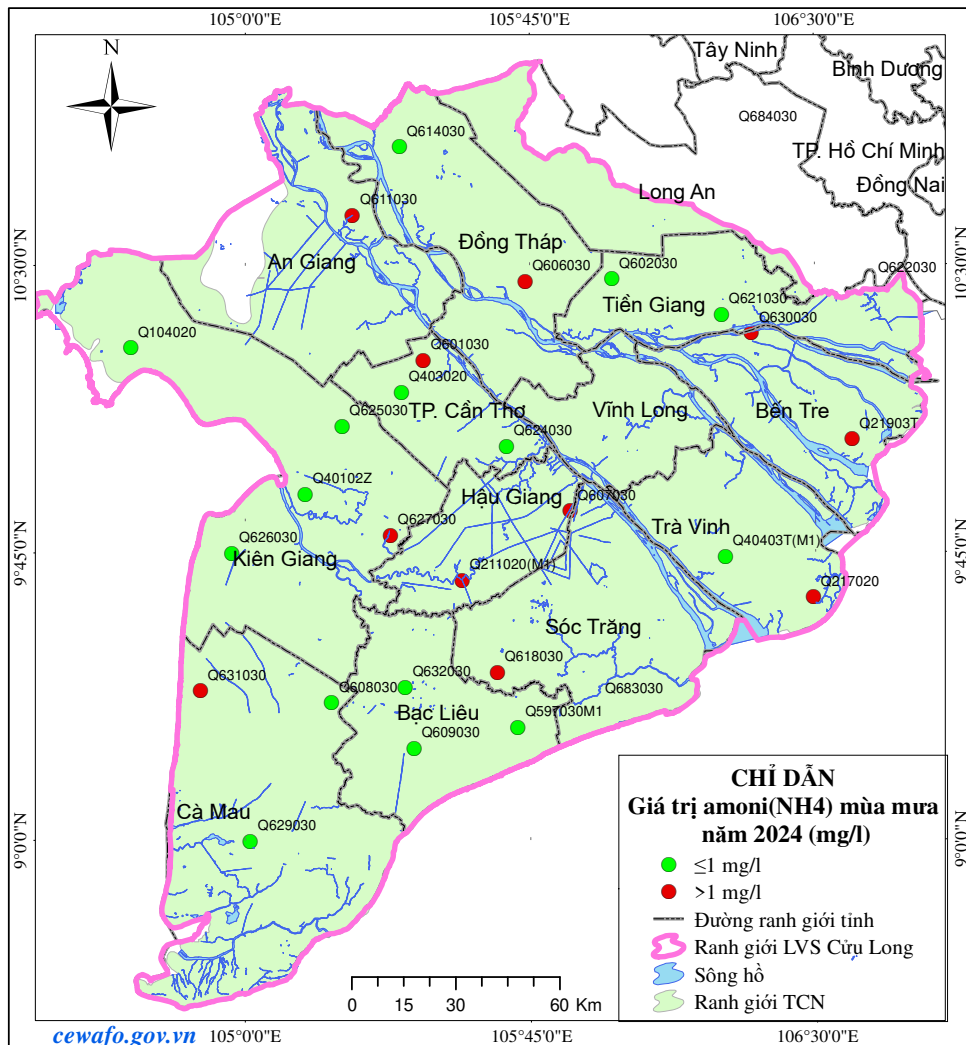 105°0'0"E
105°45'0"E
106°30'0"E
N
Tây Ninh
Bình Dương
Q684030
Q614030
TP. Hồ Chí Minh
Đồng Nai
Long An
Q611030
Đồng Tháp
An Giang
10°30'0"N
10°30'0"N
Q606030
Q602030
Q622030
Tiền Giang
Q621030
Q630030
Q104020
Q601030
Q403020
TP. Cần Thơ
Vĩnh Long
Bến Tre
Q625030
Q21903T
Q624030
Q40102Z
Hậu Giang
Q607030
Q627030
Trà Vinh
Q626030
Kiên Giang
Q40403T(M1)
9°45'0"N
9°45'0"N
Q211020(M1)
Q217020
Sóc Trăng
Q618030
Q631030
Q608030
Q632030
Q683030
Bạc Liêu
Q597030M1
Q609030
Cà Mau
Q629030
9°0'0"N
9°0'0"N
CHỈ DẪN
Giá trị amoni(NH4) mùa mưa
năm 2024 (mg/l)
≤1 mg/l
>1 mg/l
Đường ranh giới tỉnh
Ranh giới LVS Cửu Long
Sông hồ
Ranh giới TCN
0 15 30 60 Km
cewafo.gov.vn
105°0'0"E
105°45'0"E
106°30'0"E